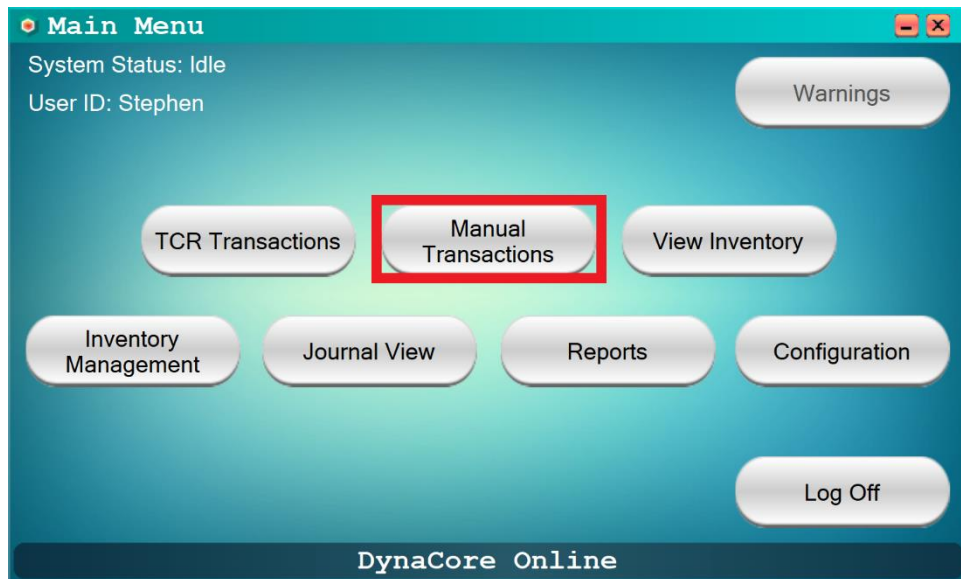 Main Menu
System Status: Idle
User ID: Stephen
Warnings
TCR Transactions
Manual
Transactions
View Inventory
Inventory
Management
Journal View
Reports
Configuration
Log Off
DynaCore Online